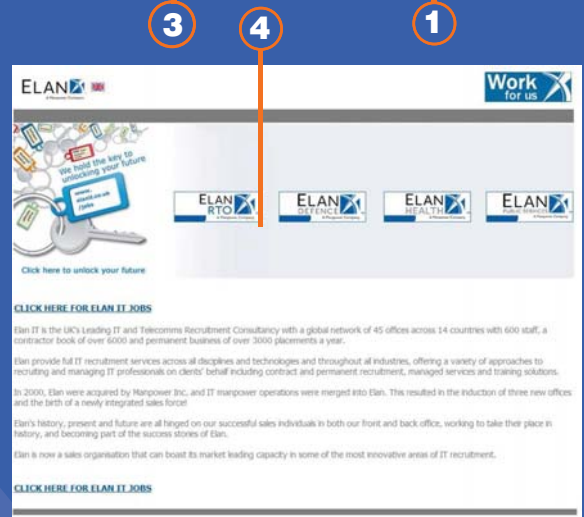 3 4 1
ELAN
A Manpower Company
Work
for us
We hold the key to
unlocking your future
www.
elanit.co.uk
/jobs
ELAN
RTO
A Manpower Company
ELAN
DEFENCE
A Manpower Company
ELAN
HEALTH
A Manpower Company
ELAN
PUBLIC SERVICES
A Manpower Company
Click here to unlock your future
CLICK HERE FOR ELAN IT JOBS
Elan IT is the UK's Leading IT and Telecomms Recruitment Consultancy with a global network of 45 offices across 14 countries with 600 staff, a
contractor book of over 6000 and permanent business of over 3000 placements a year.
Elan provide full IT recruitment services across all disciplines and technologies and throughout all industries, offering a variety of approaches to
recruiting and managing IT professionals on clients' behalf including contract and permanent recruitment, managed services and training solutions.
In 2000, Elan were acquired by Manpower Inc. and IT manpower operations were merged into Elan. This resulted in the induction of three new offices
and the birth of a newly integrated sales force!
Elan's history, present and future are all hinged on our successful sales individuals in both our front and back office, working to take their place in
history, and becoming part of the success stories of Elan.
Elan is now a sales organisation that can boast its market leading capacity in some of the most innovative areas of IT recruitment.
CLICK HERE FOR ELAN IT JOBS